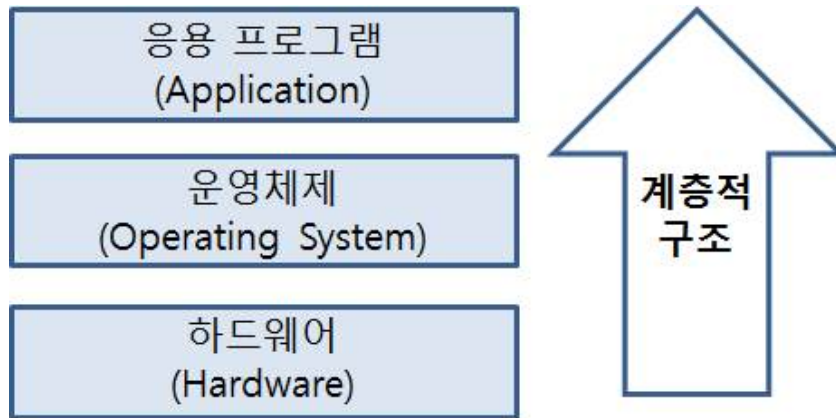 응용 프로그램
(Application)
운영체제
(Operating System)
하드웨어
(Hardware)
계층적
구조